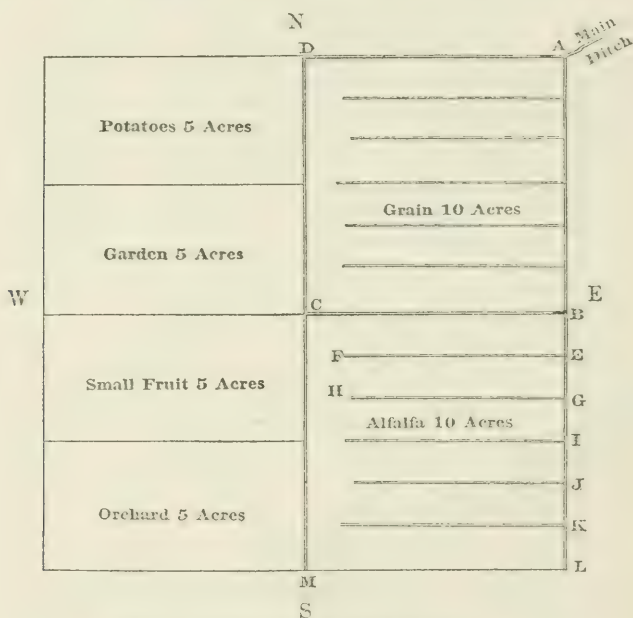 N
D
A Main
Ditch
Potatoes 5 Acres
Grain 10 Acres
Garden 5 Acres
W
C
E
B
F
E
Small Fruit 5 Acres
H
G
Alfalfa 10 Acres
I
J
Orchard 5 Acres
K
M
L
S